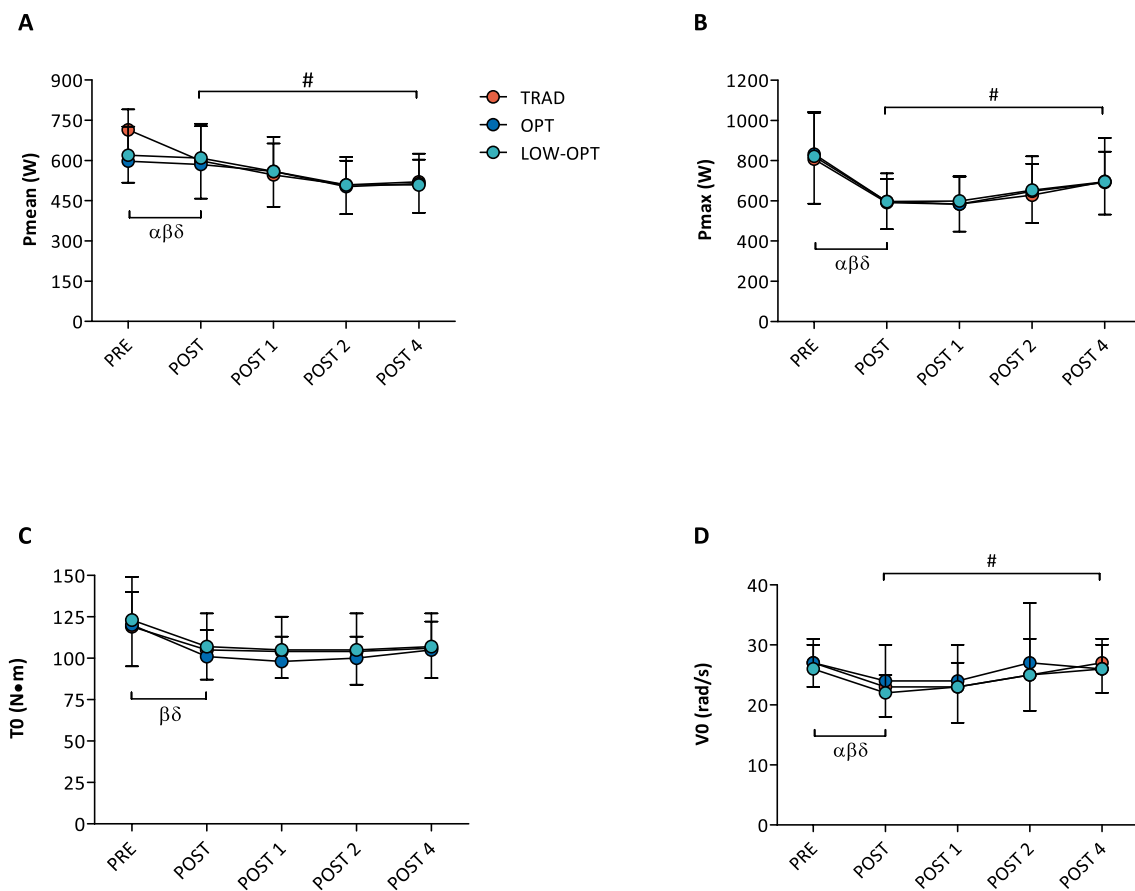 A
Pmean (W)
900
750
600
450
300
150
0
#
αβδ
PRE
POST
POST 1
POST 2
POST 4
TRAD
OPT
LOW-OPT
B
Pmax (W)
1200
1000
800
600
400
200
0
#
αβδ
PRE
POST
POST 1
POST 2
POST 4
C
T0 (N●m)
150
125
100
75
50
25
0
βδ
PRE
POST
POST 1
POST 2
POST 4
D
V0 (rad/s)
40
30
20
10
0
#
αβδ
PRE
POST
POST 1
POST 2
POST 4